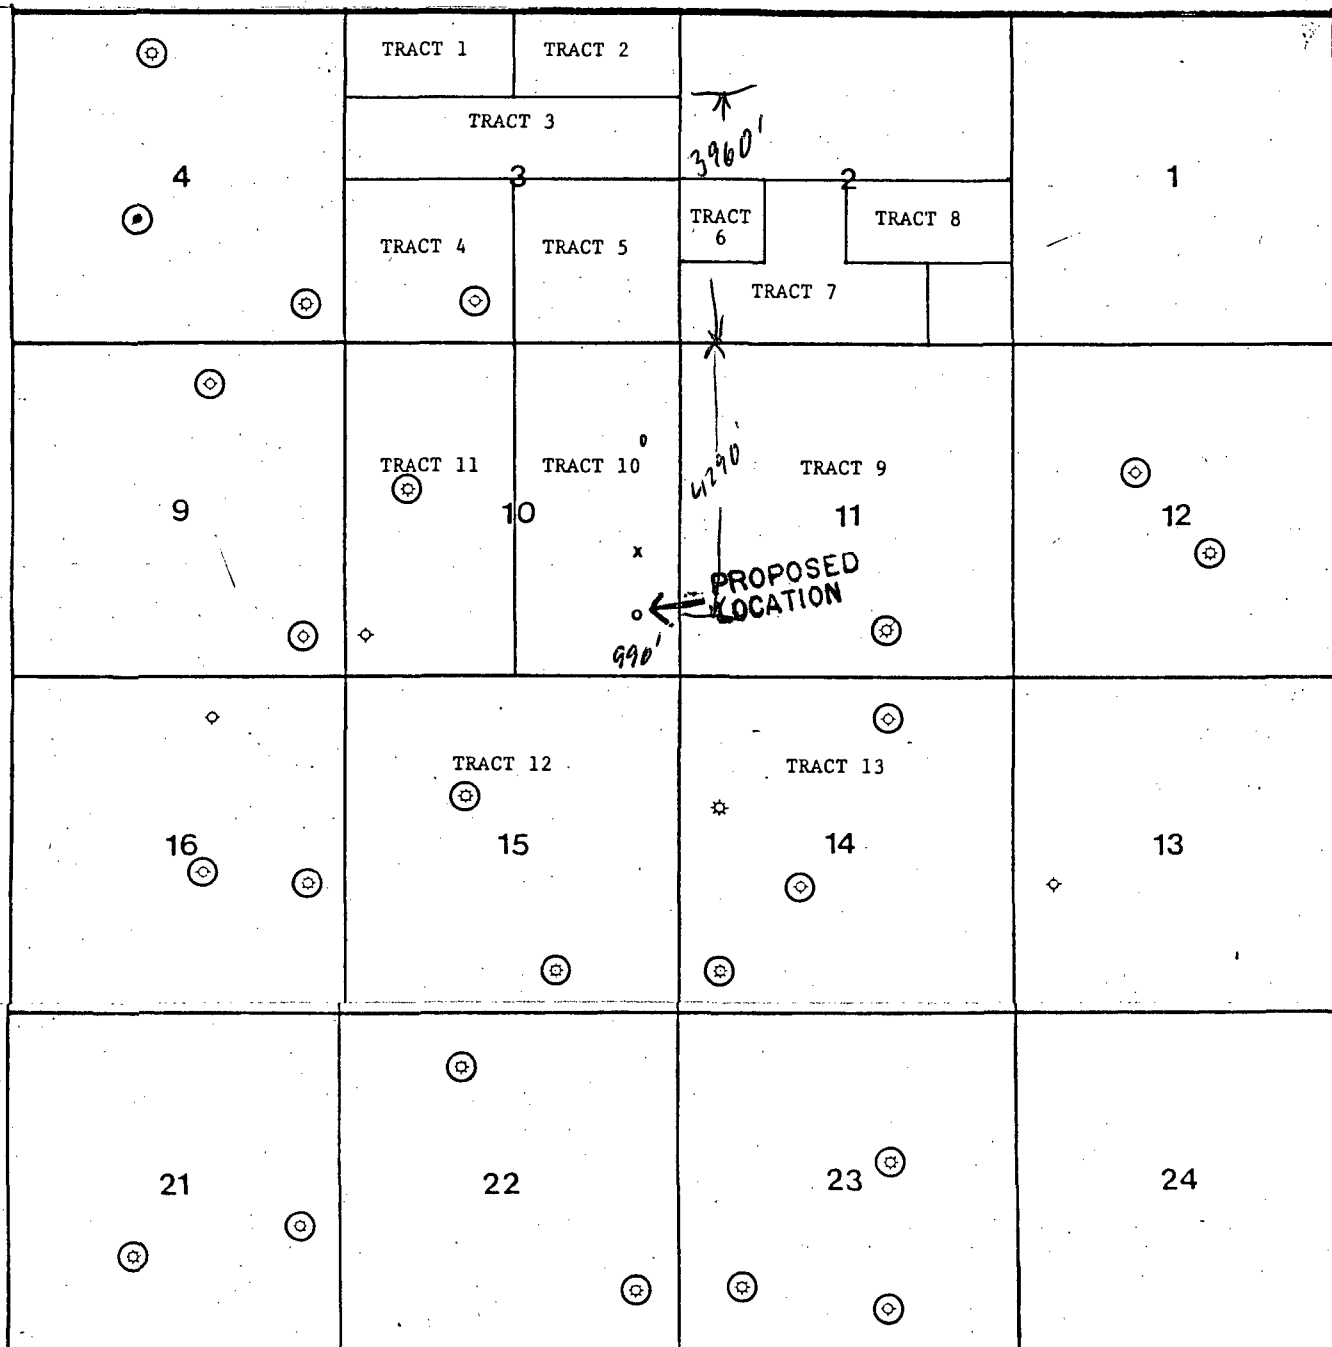 TRACT 1
TRACT 2
TRACT 3
3960'
4
3
2
1
TRACT 6
TRACT 8
TRACT 4
TRACT 5
TRACT 7
TRACT 11
TRACT 10
4290'
TRACT 9
9
10
11
12
x
PROPOSED
LOCATION
990'
TRACT 12
TRACT 13
16
15
14
13
21
22
23
24